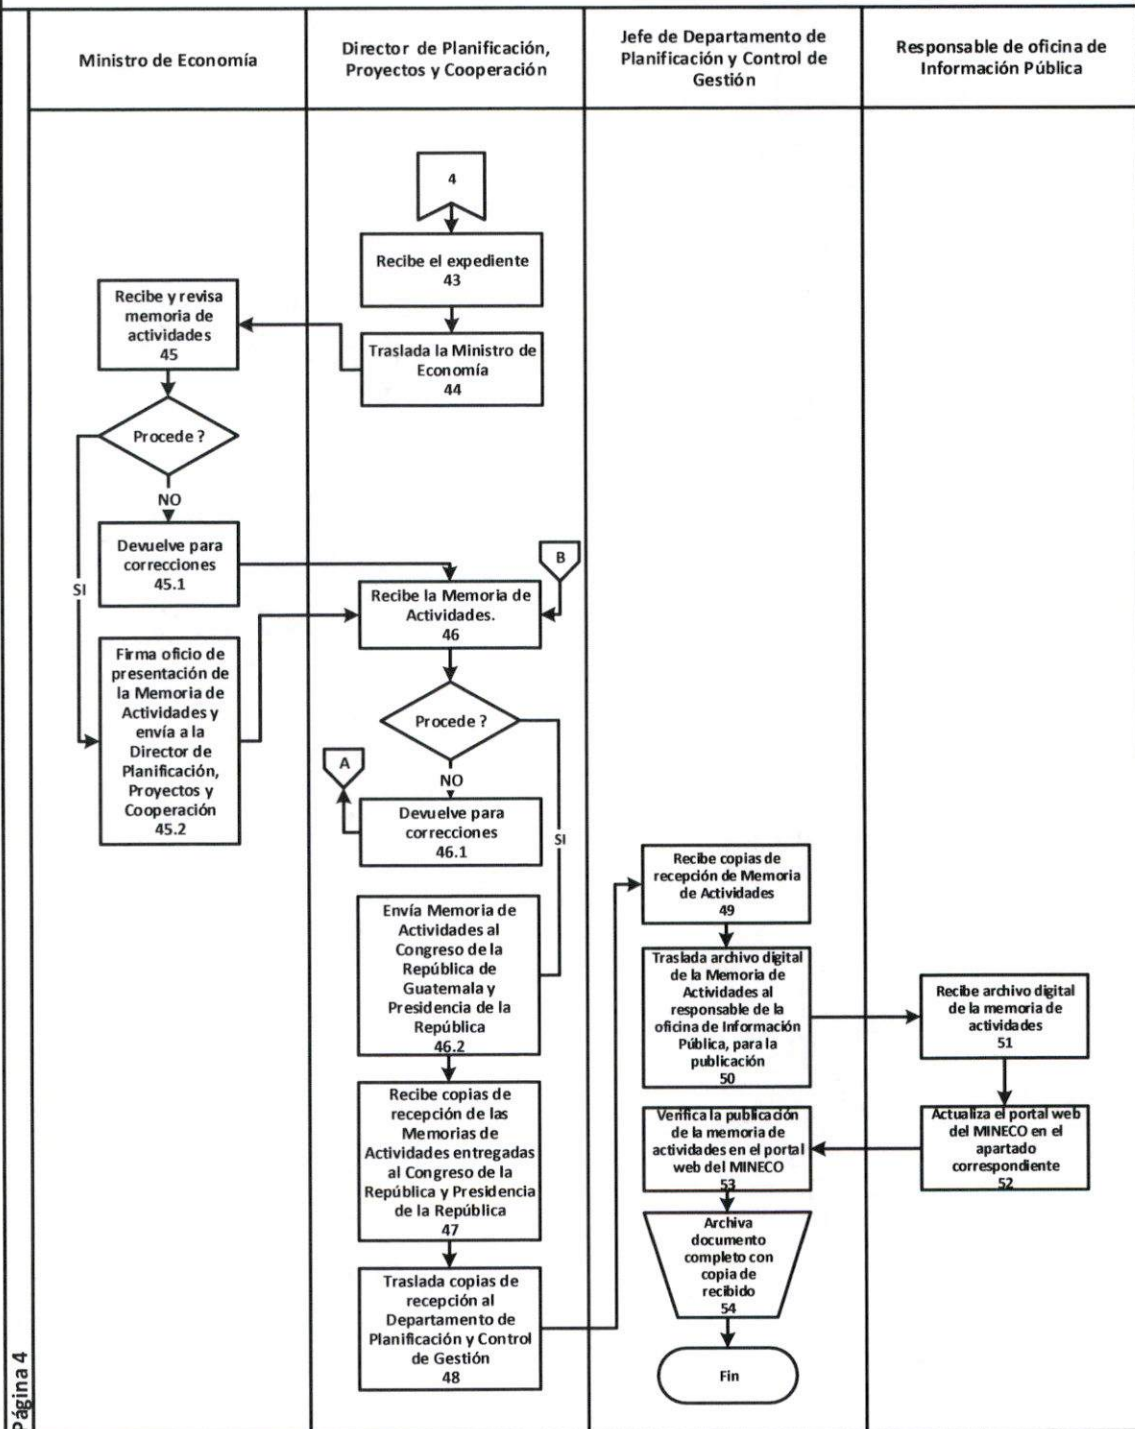 Ministro de Economía
Director de Planificación,
Proyectos y Cooperación
Jefe de Departamento de
Planificación y Control de
Gestión
Responsable de oficina de
Información Pública
4
Recibe el expediente
43
Traslada la Ministro de
Economía
44
Recibe y revisa
memoria de
actividades
45
Procede ?
NO
SI
Devuelve para
correcciones
45.1
Firma oficio de
presentación de
la Memoria de
Actividades y
envía a la
Director de
Planificación,
Proyectos y
Cooperación
45.2
B
Recibe la Memoria de
Actividades.
46
Procede ?
NO
SI
A
Devuelve para
correcciones
46.1
Envía Memoria de
Actividades al
Congreso de la
República de
Guatemala y
Presidencia de la
República
46.2
Recibe copias de
recepción de las
Memorias de
Actividades entregadas
al Congreso de la
República y Presidencia
de la República
47
Traslada copias de
recepción al
Departamento de
Planificación y Control
de Gestión
48
Recibe copias de
recepción de Memoria
de Actividades
49
Traslada archivo digital
de la Memoria de
Actividades al
responsable de la
oficina de Información
Pública, para la
publicación
50
Recibe archivo digital
de la memoria de
actividades
51
Actualiza el portal web
del MINECO en el
apartado
correspondiente
52
Verifica la publicación
de la memoria de
actividades en el portal
web del MINECO
53
Archiva
documento
completo con
copia de
recibido
54
Fin
Página 4